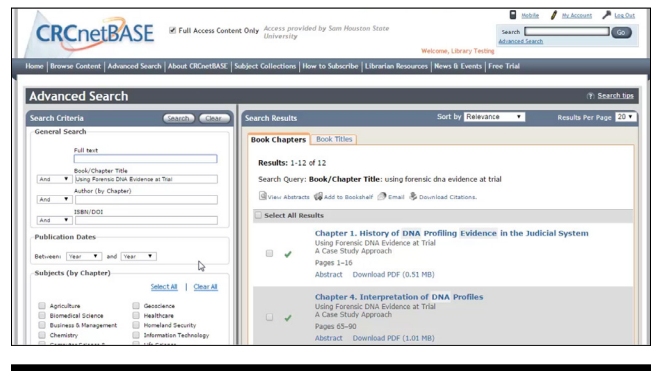 Mobile My Account Log Out
CRCnetBASE
Full Access Content Only
Access provided by Sam Houston State
University
Search Go
Advanced Search
Welcome, Library Testing
Home | Browse Content | Advanced Search | About CRCnetBASE | Subject Collections | How to Subscribe | Librarian Resources | News & Events | Free Trial
Advanced Search
Search tips
Search Criteria Search Clear
General Search
Full text
Book/Chapter Title
And Using Forensic DNA Evidence at Trial
Author (by Chapter)
And
ISBN/DOI
And
Publication Dates
Between: Year and Year
Subjects (by Chapter)
Select All | Clear All
Agriculture Geoscience
Biomedical Science Healthcare
Business & Management Homeland Security
Chemistry Information Technology
Computer Science & Life Science
Search Results Sort by Relevance Results Per Page 20
Book Chapters Book Titles
Results: 1-12 of 12
Search Query: Book/Chapter Title: using forensic dna evidence at trial
View Abstracts Add to Bookshelf Email Download Citations.
Select All Results
Chapter 1. History of DNA Profiling Evidence in the Judicial System
Using Forensic DNA Evidence at Trial
A Case Study Approach
Pages 1–16
Abstract Download PDF (0.51 MB)
Chapter 4. Interpretation of DNA Profiles
Using Forensic DNA Evidence at Trial
A Case Study Approach
Pages 65–90
Abstract Download PDF (1.01 MB)